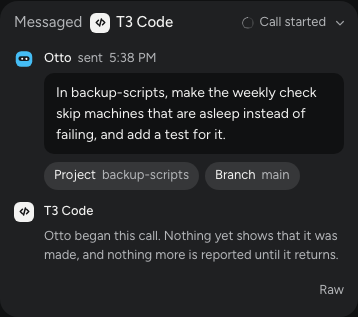 Messaged T3 Code Call started
Otto sent 5:38 PM
In backup-scripts, make the weekly check
skip machines that are asleep instead of
failing, and add a test for it.
Project backup-scripts Branch main
T3 Code
Otto began this call. Nothing yet shows that it was
made, and nothing more is reported until it returns.
Raw